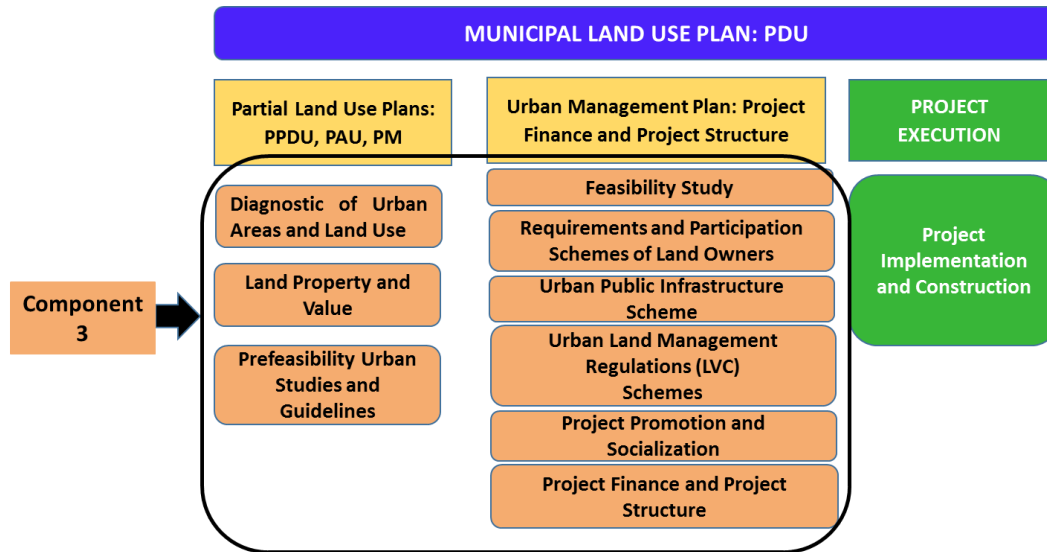 MUNICIPAL LAND USE PLAN: PDU
Partial Land Use Plans:
PPDU, PAU, PM
Urban Management Plan: Project
Finance and Project Structure
PROJECT
EXECUTION
Component
3
Diagnostic of Urban
Areas and Land Use
Land Property and
Value
Prefeasibility Urban
Studies and
Guidelines
Feasibility Study
Requirements and Participation
Schemes of Land Owners
Urban Public Infrastructure
Scheme
Urban Land Management
Regulations (LVC)
Schemes
Project Promotion and
Socialization
Project Finance and Project
Structure
Project
Implementation
and Construction